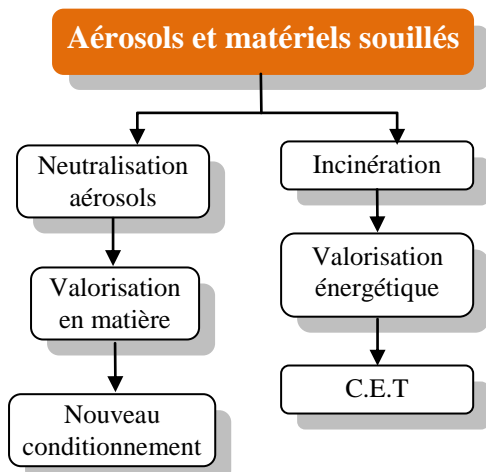 Aérosols et matériels souillés
Neutralisation
aérosols
Incinération
Valorisation
en matière
Valorisation
énergétique
Nouveau
conditionnement
C.E.T